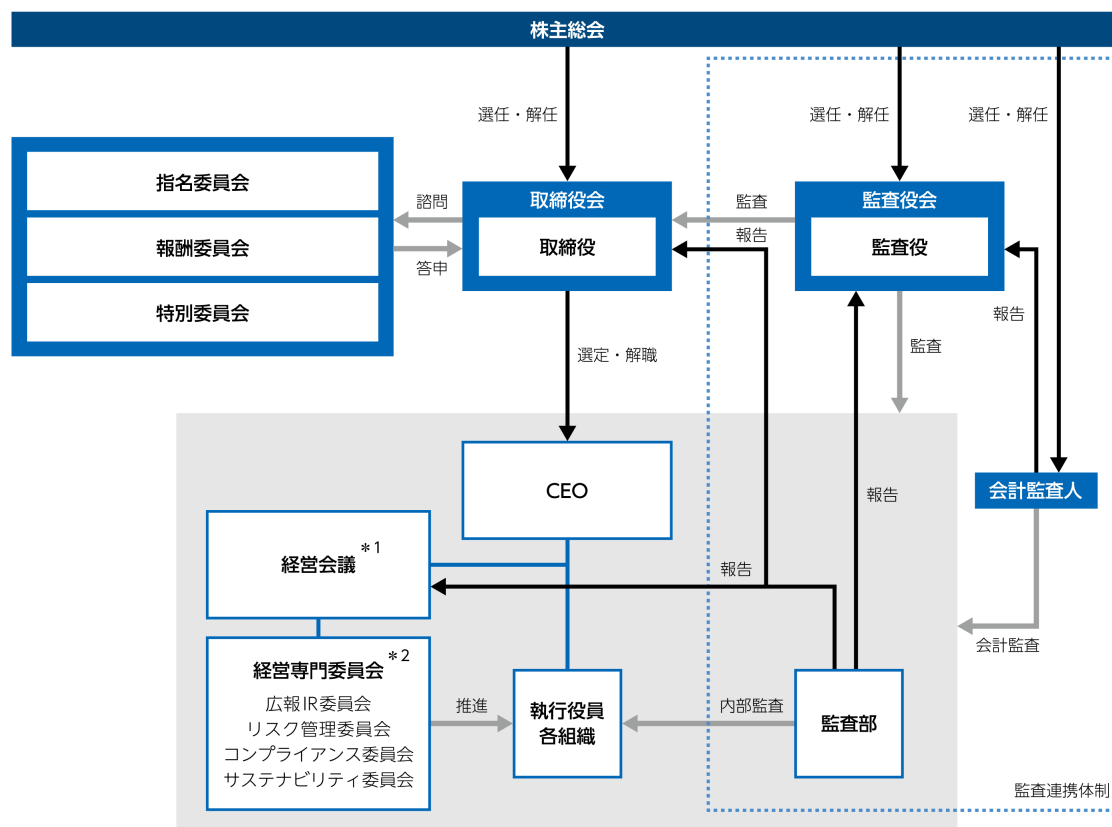 株主総会
選任・解任
選任・解任
選任・解任
指名委員会
報酬委員会
特別委員会
諮問
答申
取締役会
取締役
監査
報告
監査役会
監査役
報告
選定・解職
監査
CEO
報告
会計監査人
経営会議 *1
報告
会計監査
経営専門委員会 *2
広報IR委員会
リスク管理委員会
コンプライアンス委員会
サステナビリティ委員会
推進
執行役員
各組織
内部監査
監査部
監査連携体制